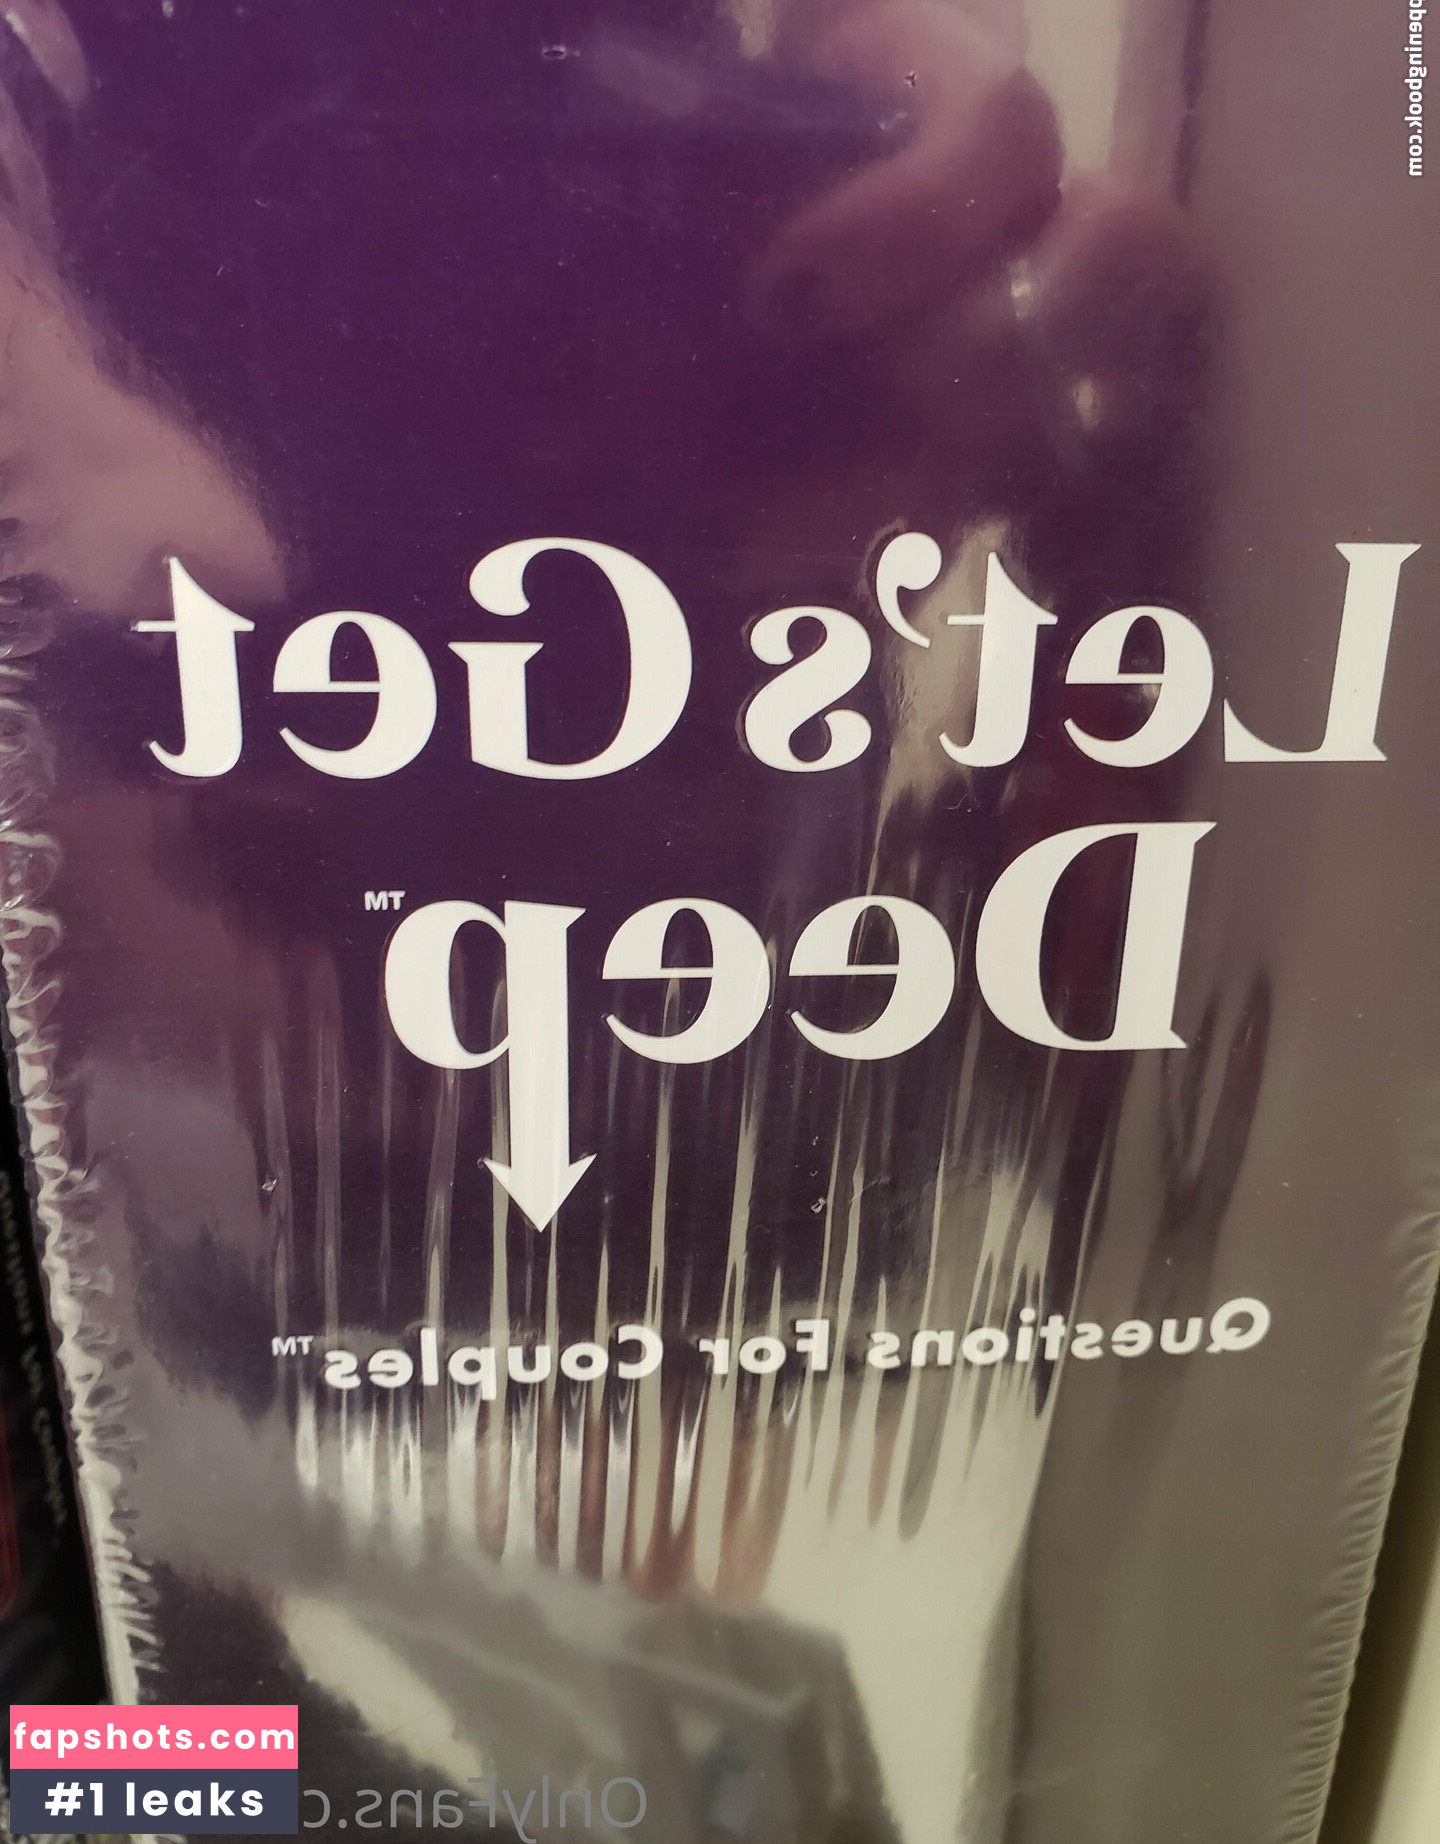 Let's Get
Deep™
Questions For Couples™
fapshots.com
#1 leaks